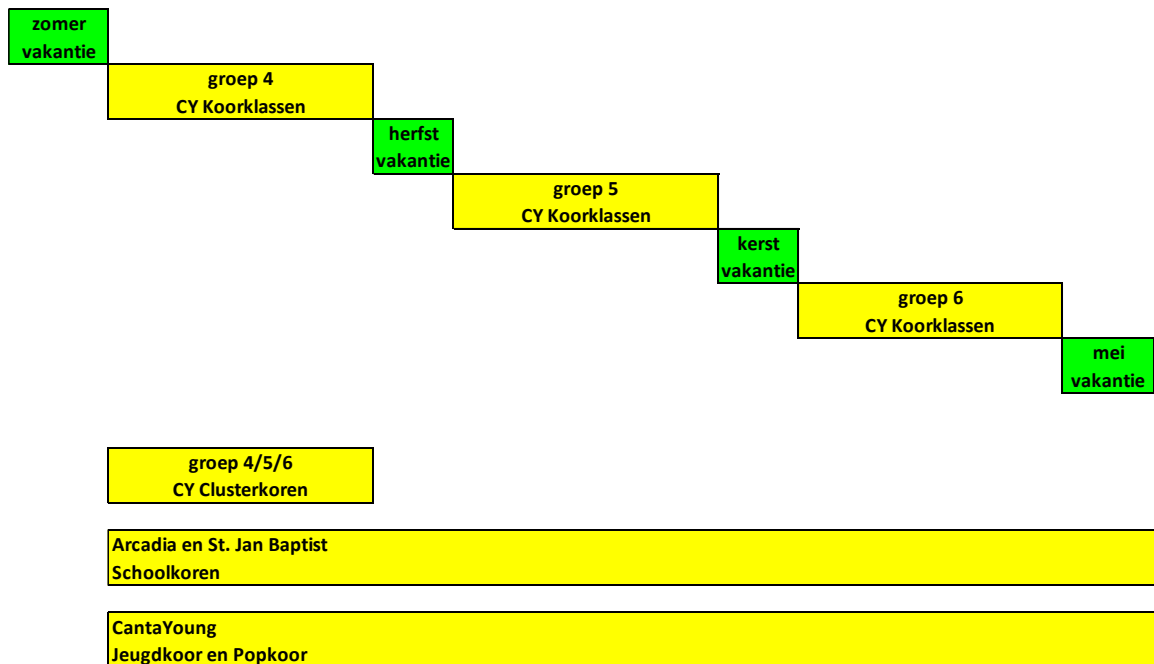 zomer
vakantie
groep 4
CY Koorklassen
herfst
vakantie
groep 5
CY Koorklassen
kerst
vakantie
groep 6
CY Koorklassen
mei
vakantie
groep 4/5/6
CY Clusterkoren
Arcadia en St. Jan Baptist
Schoolkoren
CantaYoung
Jeugdkoor en Popkoor